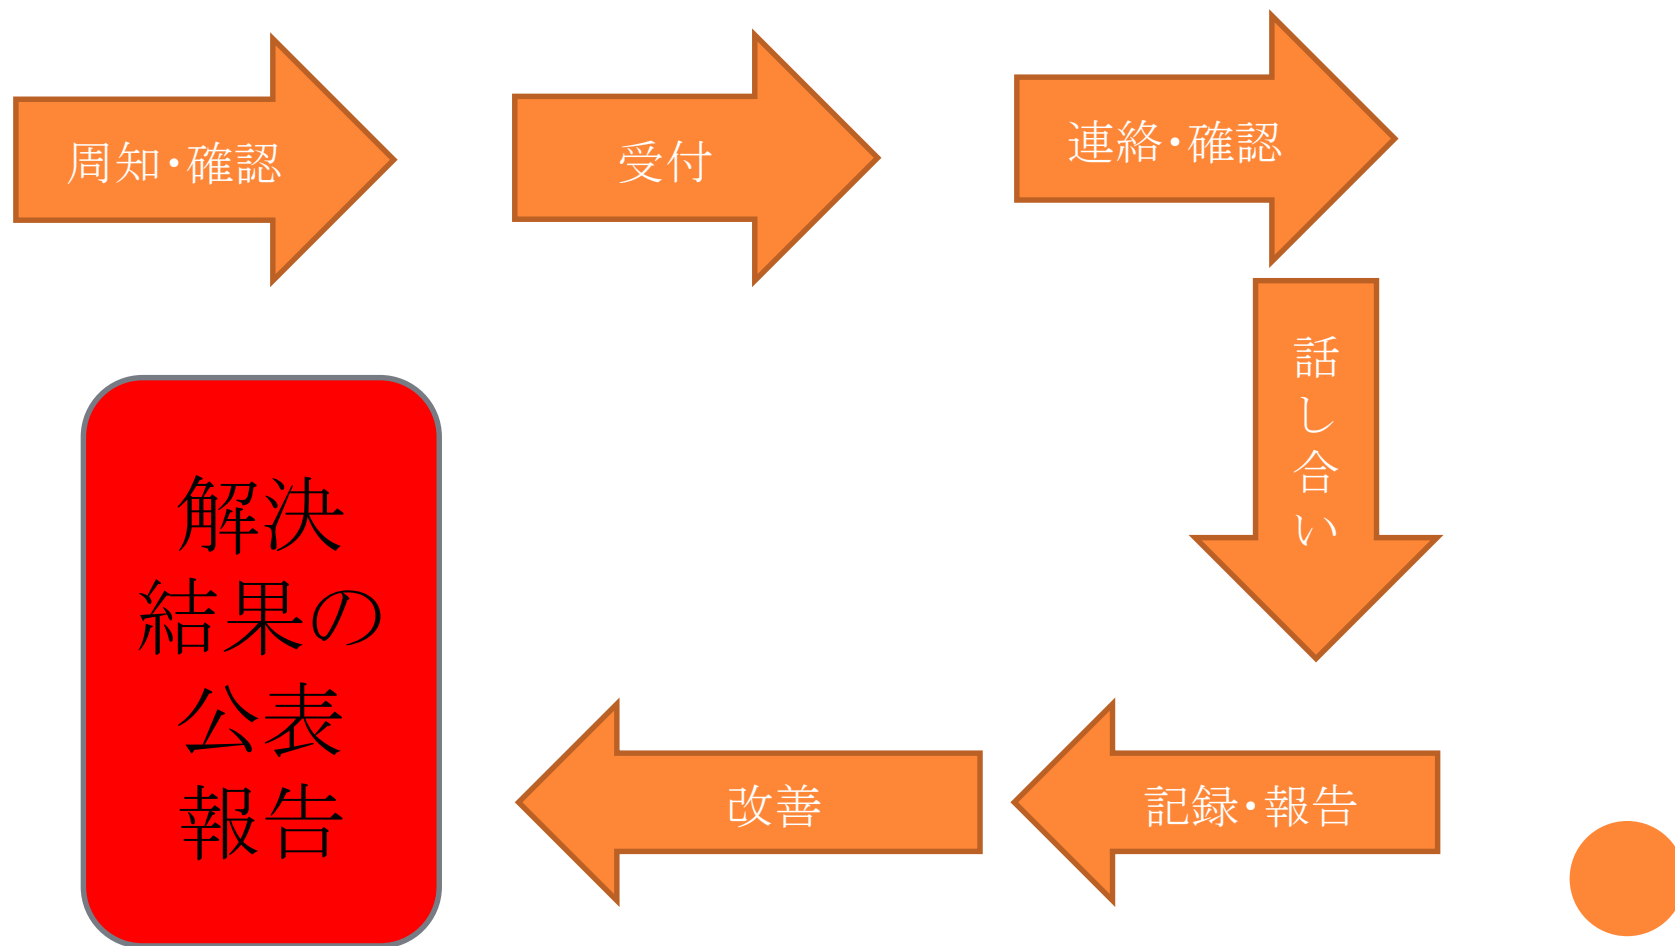 周知・確認
受付
連絡・確認
話し合い
記録・報告
改善
解決
結果の
公表
報告